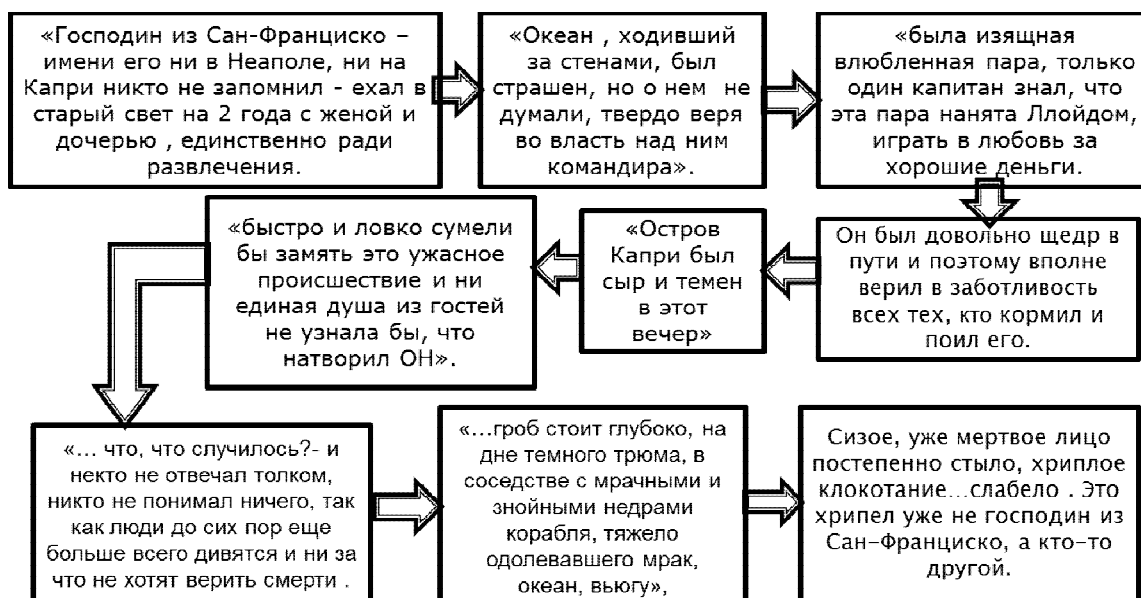 «Господин из Сан-Франциско –
имени его ни в Неаполе, ни на
Капри никто не запомнил - ехал в
старый свет на 2 года с женой и
дочерью , единственно ради
развлечения.
«Океан , ходивший
за стенами, был
страшен, но о нем не
думали, твердо веря
во власть над ним
командира».
«была изящная
влюбленная пара, только
один капитан знал, что
эта пара нанята Ллойдом,
играть в любовь за
хорошие деньги.
Он был довольно щедр в
пути и поэтому вполне
верил в заботливость
всех тех, кто кормил и
поил его.
«Остров
Капри был
сыр и темен
в этот
вечер»
«быстро и ловко сумели
бы замять это ужасное
происшествие и ни
единая душа из гостей
не узнала бы, что
натворил ОН».
«... что, что случилось?- и
некто не отвечал толком,
никто не понимал ничего, так
как люди до сих пор еще
больше всего дивятся и ни за
что не хотят верить смерти .
«...гроб стоит глубоко, на
дне темного трюма, в
соседстве с мрачными и
знойными недрами
корабля, тяжело
одолевавшего мрак,
океан, вьюгу»,
Сизое, уже мертвое лицо
постепенно стыло, хриплое
клокотание...слабело . Это
хрипел уже не господин из
Сан-Франциско, а кто-то
другой.